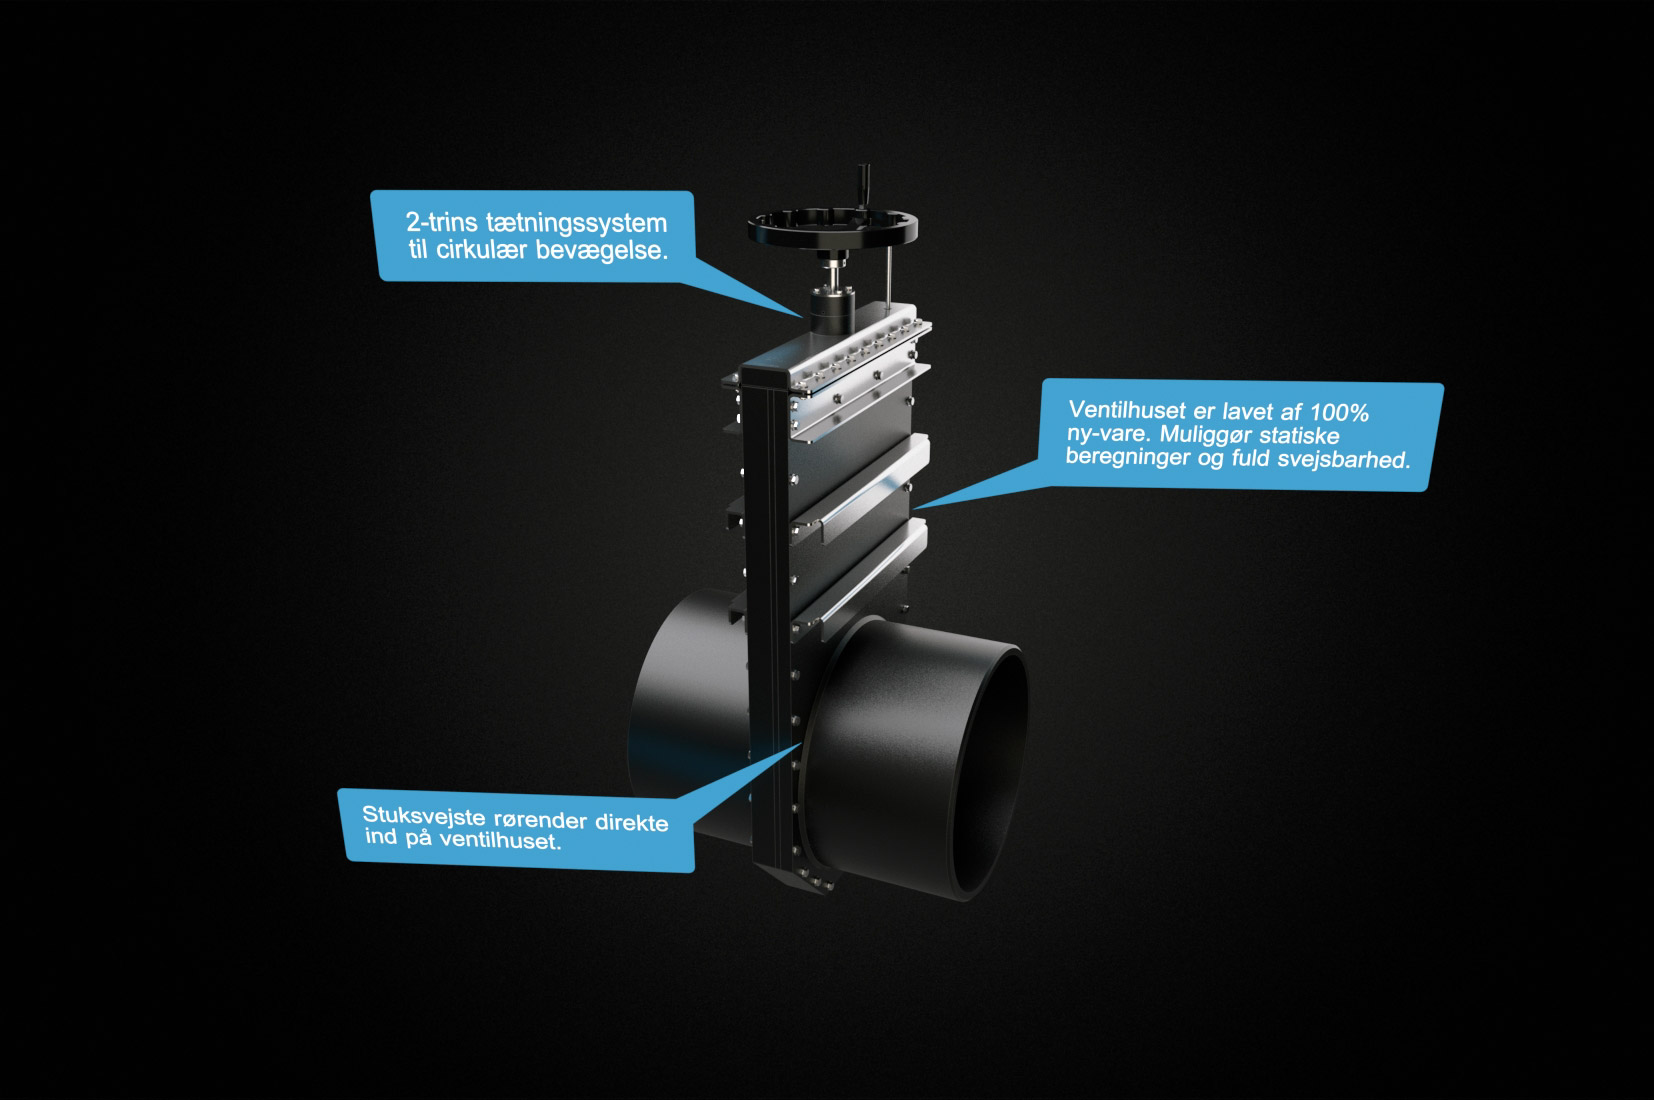 2-trins tætningssystem
til cirkulær bevægelse.
Ventilhuset er lavet af 100%
ny-vare. Muliggør statiske
beregninger og fuld svejsbarhed.
Stuksvejste rørender direkte
ind på ventilhuset.